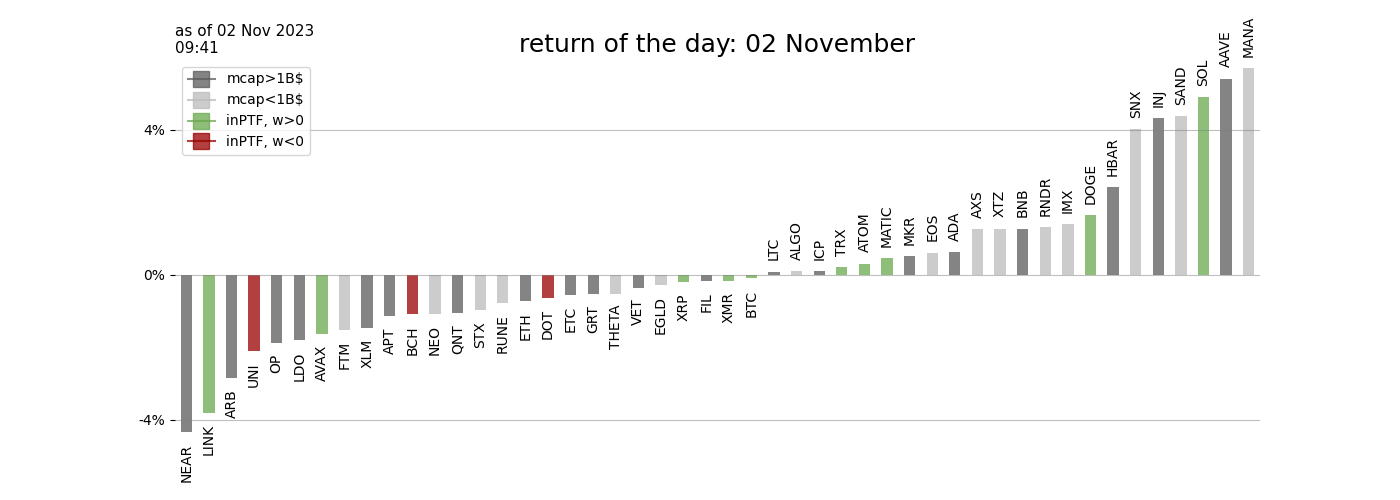 as of 02 Nov 2023
09:41
return of the day: 02 November
mcap>1B$
mcap<1B$
inPTF, w>0
inPTF, w<0
4%
0%
-4%
NEAR
LINK
ARB
UNI
OP
LDO
AVAX
FTM
XLM
APT
BCH
NEO
QNT
STX
RUNE
ETH
DOT
ETC
GRT
THETA
VET
EGLD
XRP
FIL
XMR
BTC
LTC
ALGO
ICP
TRX
ATOM
MATIC
MKR
EOS
ADA
AXS
XTZ
BNB
RNDR
IMX
DOGE
HBAR
SNX
INJ
SAND
SOL
AAVE
MANA